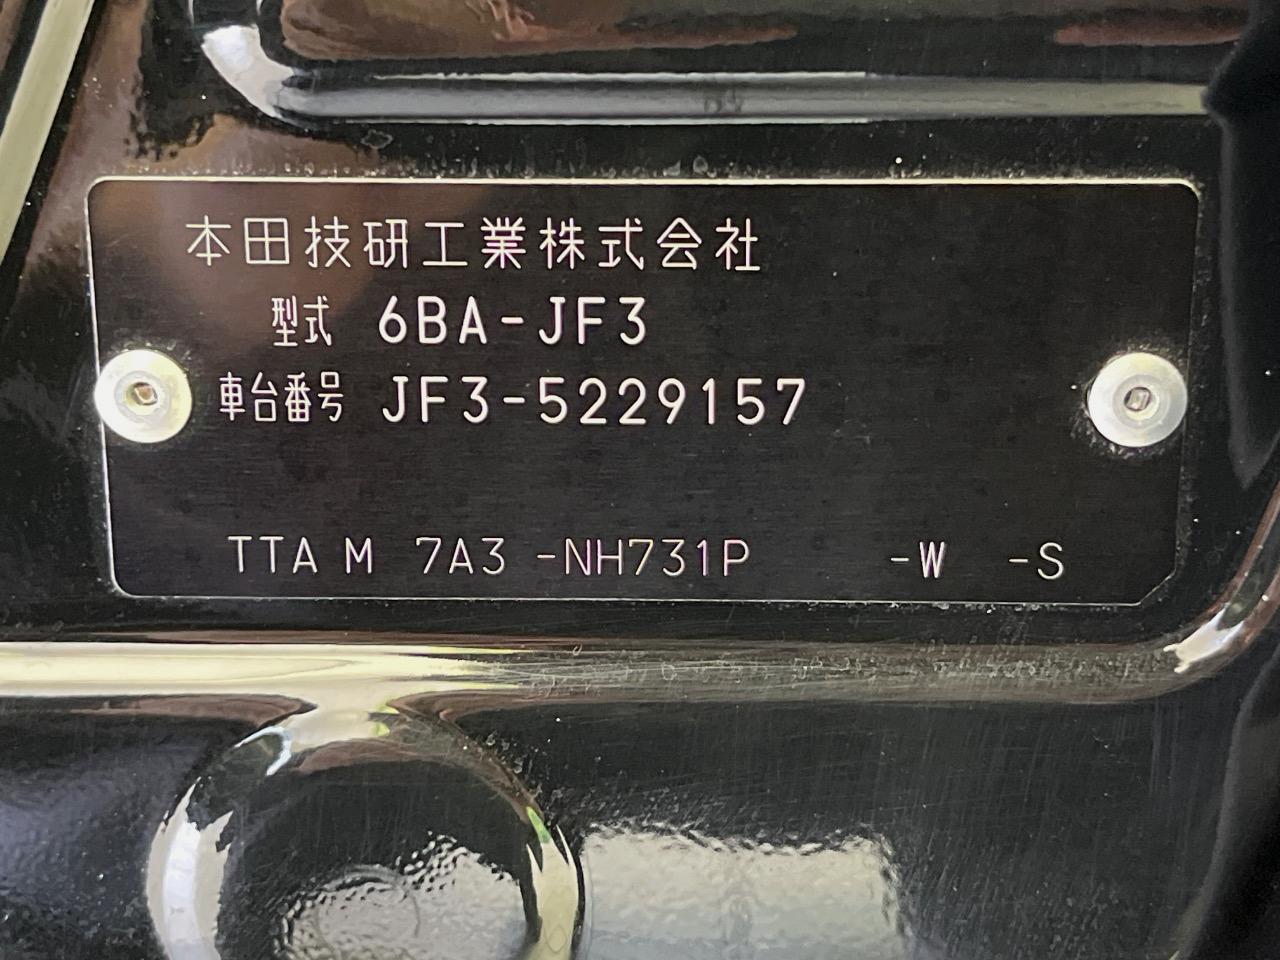 本田技研工業株式会社
型式 6BA-JF3
車台番号 JF3-5229157
TTA M 7A3 -NH731P -W -S